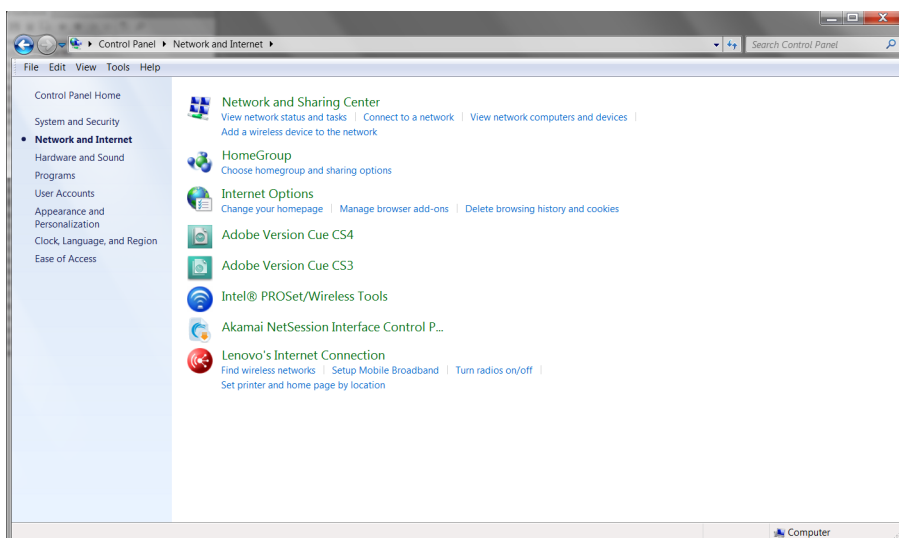 Control Panel ▸ Network and Internet ▸
Search Control Panel
File Edit View Tools Help
Control Panel Home
System and Security
Network and Internet
Hardware and Sound
Programs
User Accounts
Appearance and
Personalization
Clock, Language, and Region
Ease of Access
Network and Sharing Center
View network status and tasks | Connect to a network | View network computers and devices |
Add a wireless device to the network
HomeGroup
Choose homegroup and sharing options
Internet Options
Change your homepage | Manage browser add-ons | Delete browsing history and cookies
Adobe Version Cue CS4
Adobe Version Cue CS3
Intel® PROSet/Wireless Tools
Akamai NetSession Interface Control P...
Lenovo's Internet Connection
Find wireless networks | Setup Mobile Broadband | Turn radios on/off |
Set printer and home page by location
Computer